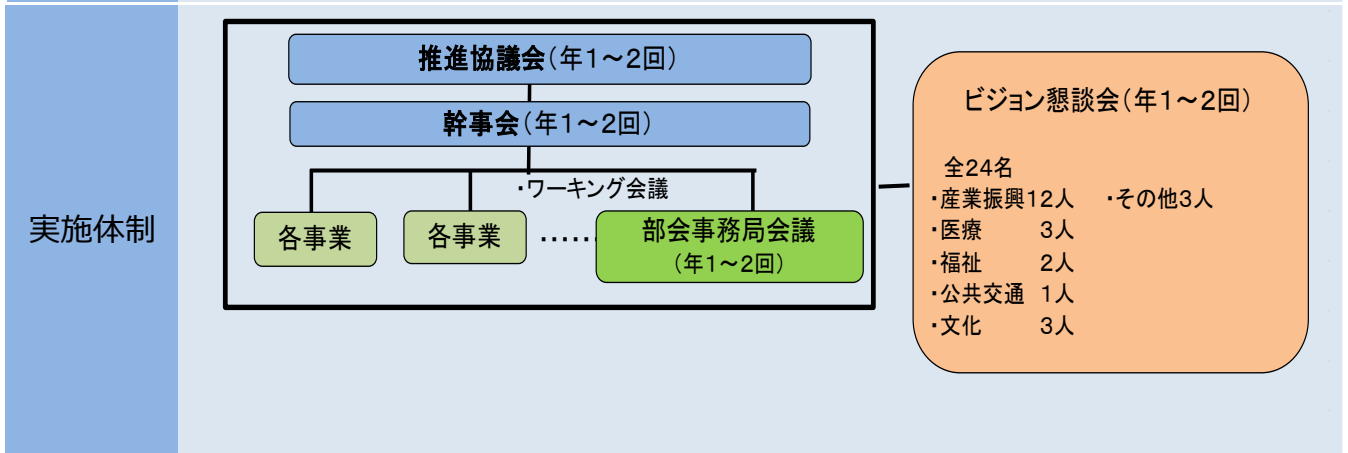 実施体制
推進協議会(年1~2回)
幹事会(年1~2回)
・ワーキング会議
各事業
各事業
……
部会事務局会議
(年1~2回)
ビジョン懇談会(年1~2回)
全24名
・産業振興12人 ・その他3人
・医療 3人
・福祉 2人
・公共交通 1人
・文化 3人